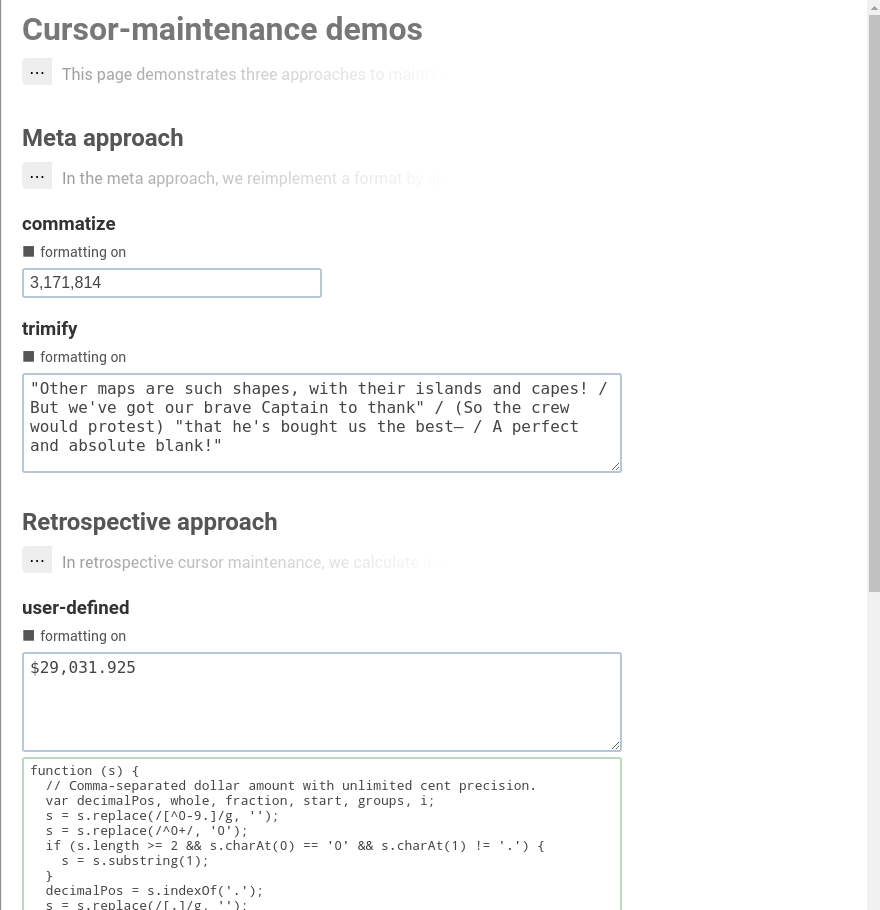 Cursor-maintenance demos
... This page demonstrates three approaches to
Meta approach
... In the meta approach, we reimplement a format by
commatize
formatting on
3,171,814
trimify
formatting on
"Other maps are such shapes, with their islands and capes! /
But we've got our brave Captain to thank" / (So the crew
would protest) "that he's bought us the best— / A perfect
and absolute blank!"
Retrospective approach
... In retrospective cursor maintenance, we calculate
user-defined
formatting on
$29,031.925
function (s) {
// Comma-separated dollar amount with unlimited cent precision.
var decimalPos, whole, fraction, start, groups, i;
s = s.replace(/[^0-9.]/g, '');
s = s.replace(/^0+/, '0');
if (s.length >= 2 && s.charAt(0) == '0' && s.charAt(1) != '.') {
s = s.substring(1);
}
decimalPos = s.indexOf('.');
s = s.replace(/[.]/g, '');